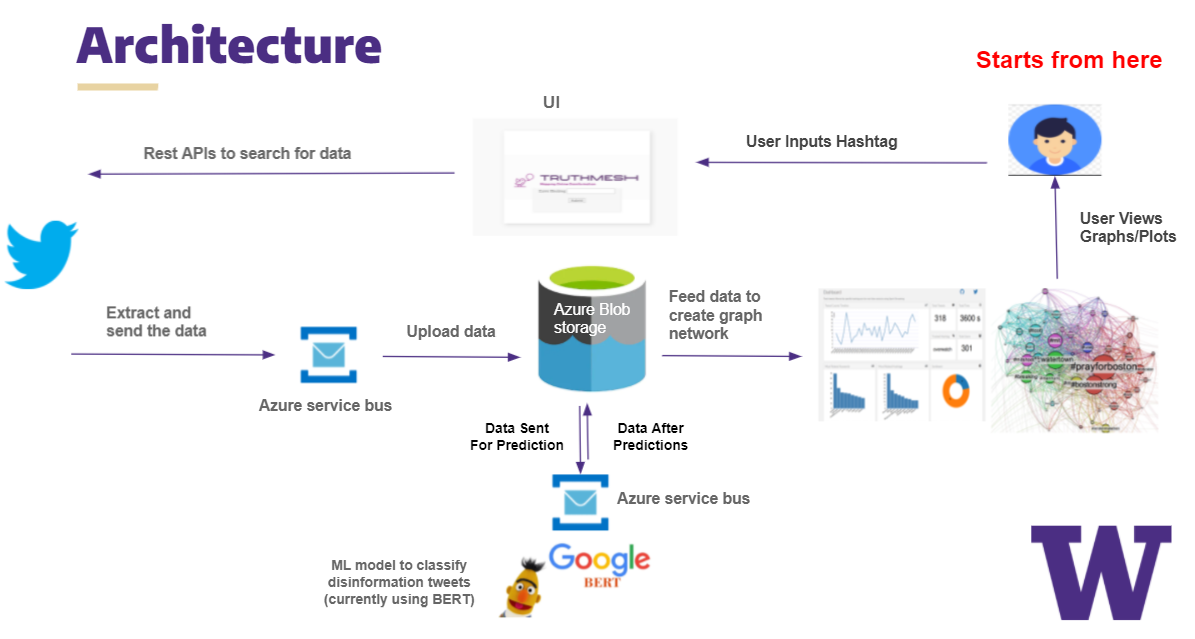 Architecture
Starts from here
UI
User Inputs Hashtag
Rest APIs to search for data
TRUTHMESH
User Views
Graphs/Plots
Extract and
send the data
Azure service bus
Upload data
Azure Blob
storage
Feed data to
create graph
network
318
3600 s
301
#prayforboston
#bostonstrong
Data Sent
For Prediction
Data After
Predictions
Azure service bus
ML model to classify
disinformation tweets
(currently using BERT)
Google
BERT
W